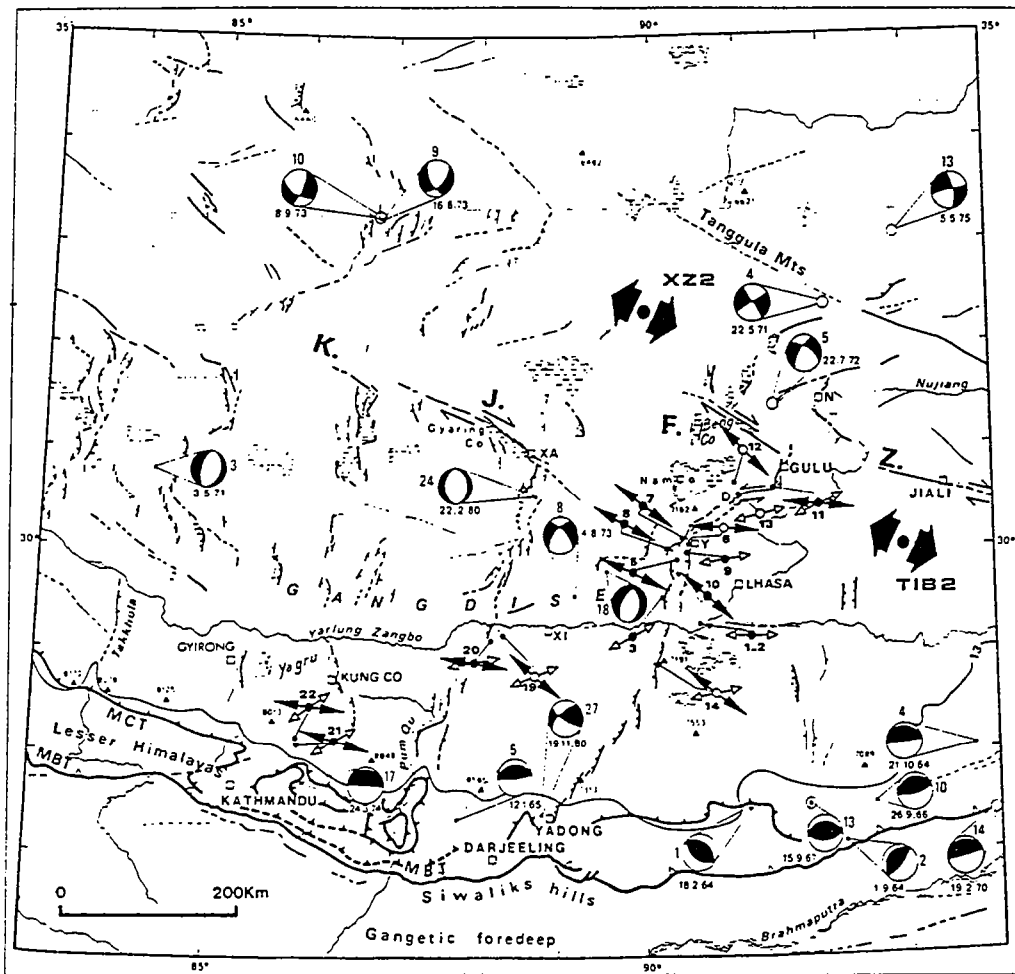 35°
85°
90°
35°
10
8 9 73
9
16 8 73
13
5 5 75
Tanggula Mts
XZ2
4
22 5 71
5
22.7 72
K.
J.
Gyaring Co
XA
F.
Beng Co
N
Nujiang
Z.
12
GULU
JIALI
Nam Co
D
3
3.5 71
24
22.2 80
8
4 8.73
7
6
13
11
Y
9
10
LHASA
30°
30°
TIB2
G A N G D I S E
18
3
1_2
Takkhula
Yarlung Zangbo
GYIRONG
Yagru
KUNG CO
XI
20
19
14
13
22
21
Pum Qu
27
19 11.80
MCT
Lesser Himalayas
MBT
KATHMANDU
17
5
12 1 65
YADONG
DARJEELING
MBT
4
21 10 64
10
26 9.66
1
18 2 64
13
15 9 67
2
1 9 64
14
19 2 70
0
200Km
Siwaliks hills
Brahmaputra
Gangetic foredeep
85°
90°